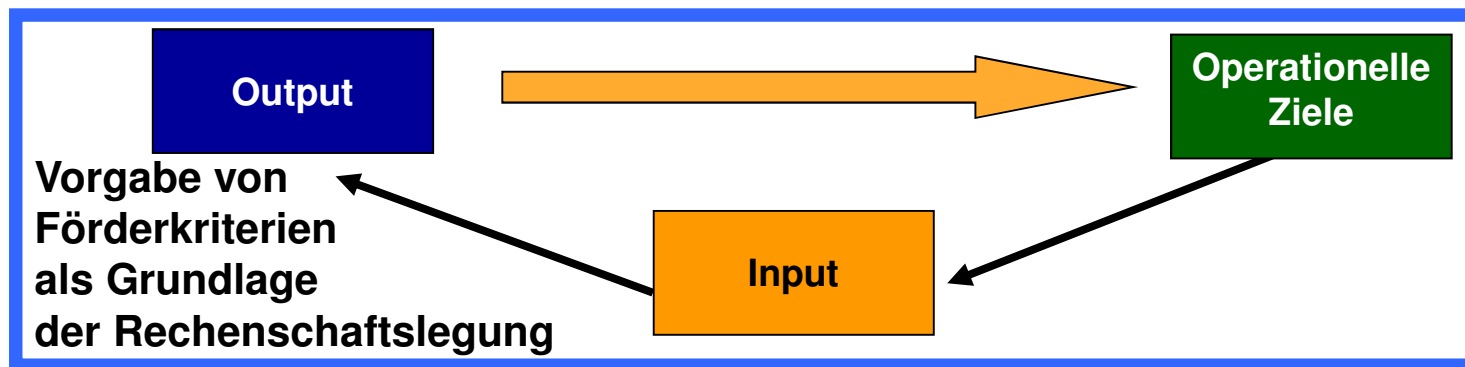 Output
Operationelle
Ziele
Vorgabe von
Förderkriterien
als Grundlage
der Rechenschaftslegung
Input